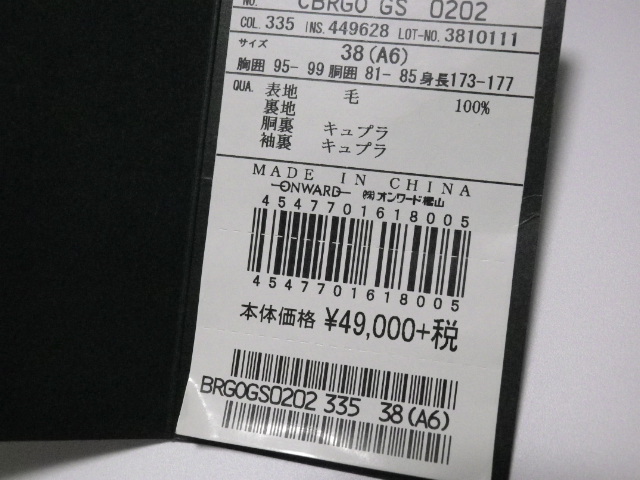 NO. CBRGO GS 0202
COL. 335 INS. 449628 LOT-NO. 3810111
サイズ 38(A6)
胸囲 95- 99 胴囲 81- 85 身長173-177
QUA. 表地 毛 100%
裏地
胴裏 キュプラ
袖裏 キュプラ
MADE IN CHINA
ONWARD ㈱オンワード樫山
4547701618005
4547701618005
本体価格 ¥49,000+税
BRGOGS0202 335 38(A6)